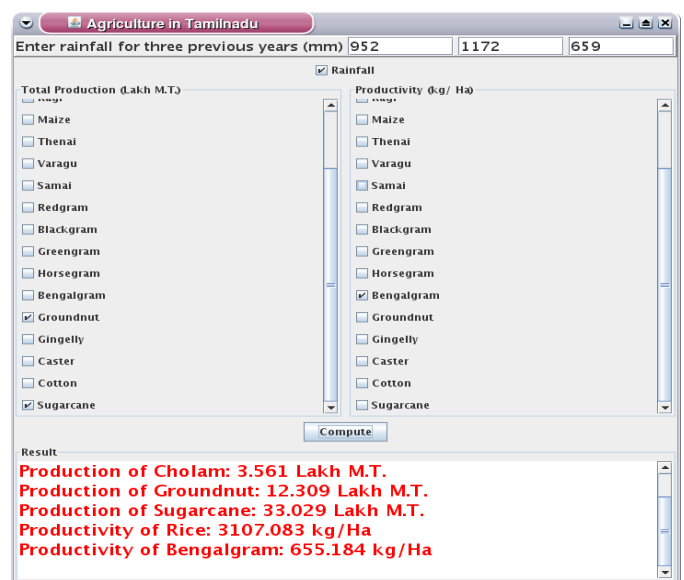 Agriculture in Tamilnadu
Enter rainfall for three previous years (mm) 952 1172 659
Rainfall
Total Production (Lakh M.T.)
Maize
Thenai
Varagu
Samai
Redgram
Blackgram
Greengram
Horsegram
Bengalgram
Groundnut
Gingelly
Caster
Cotton
Sugarcane
Productivity (kg/ Ha)
Maize
Thenai
Varagu
Samai
Redgram
Blackgram
Greengram
Horsegram
Bengalgram
Groundnut
Gingelly
Caster
Cotton
Sugarcane
Compute
Result
Production of Cholam: 3.561 Lakh M.T.
Production of Groundnut: 12.309 Lakh M.T.
Production of Sugarcane: 33.029 Lakh M.T.
Productivity of Rice: 3107.083 kg/Ha
Productivity of Bengalgram: 655.184 kg/Ha